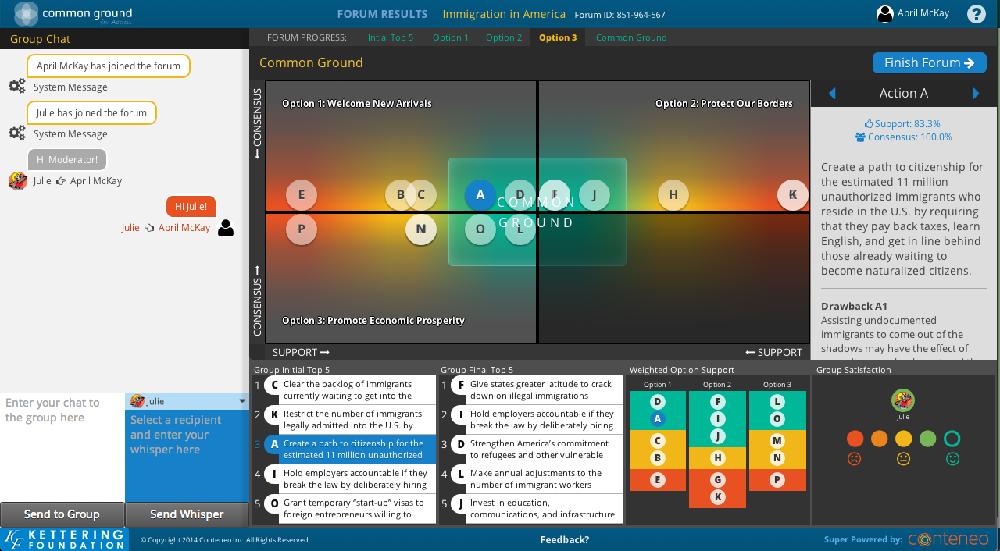 common ground
for Action
FORUM RESULTS
Immigration in America
Forum ID: 851-964-567
April McKay
?
Group Chat
April McKay has joined the forum
System Message
Julie has joined the forum
System Message
Hi Moderator!
Julie April McKay
Hi Julie!
Julie April McKay
Enter your chat to
the group here
Julie
Select a recipient
and enter your
whisper here
Send to Group
Send Whisper
FORUM PROGRESS:
Intial Top 5
Option 1
Option 2
Option 3
Common Ground
Common Ground
Finish Forum
CONSENSUS
CONSENSUS
Option 1: Welcome New Arrivals
Option 2: Protect Our Borders
E
B
C
A
D
J
H
K
COMMON
GROUND
P
N
O
L
Option 3: Promote Economic Prosperity
SUPPORT
SUPPORT
Action A
Support: 83.3%
Consensus: 100.0%
Create a path to citizenship for
the estimated 11 million
unauthorized immigrants who
reside in the U.S. by requiring
that they pay back taxes, learn
English, and get in line behind
those already waiting to
become naturalized citizens.
Drawback A1
Assisting undocumented
immigrants to come out of the
shadows may have the effect of
Group Initial Top 5
1 C Clear the backlog of immigrants
currently waiting to get into the
2 K Restrict the number of immigrants
legally admitted into the U.S. by
3 A Create a path to citizenship for the
estimated 11 million unauthorized
4 I Hold employers accountable if they
break the law by deliberately hiring
5 O Grant temporary “start-up” visas to
foreign entrepreneurs willing to
Group Final Top 5
1 F Give states greater latitude to crack
down on illegal immigrations
2 I Hold employers accountable if they
break the law by deliberately hiring
3 D Strengthen America’s commitment
to refugees and other vulnerable
4 L Make annual adjustments to the
number of immigrant workers
5 J Invest in education,
communications, and infrastructure
Weighted Option Support
Option 1
D
A
C
B
E
Option 2
F
I
J
H
G
K
Option 3
L
O
M
N
P
Group Satisfaction
Julie
KETTERING
FOUNDATION
© Copyright 2014 Conteneo Inc. All Rights Reserved.
Feedback?
Super Powered by:
conteneo